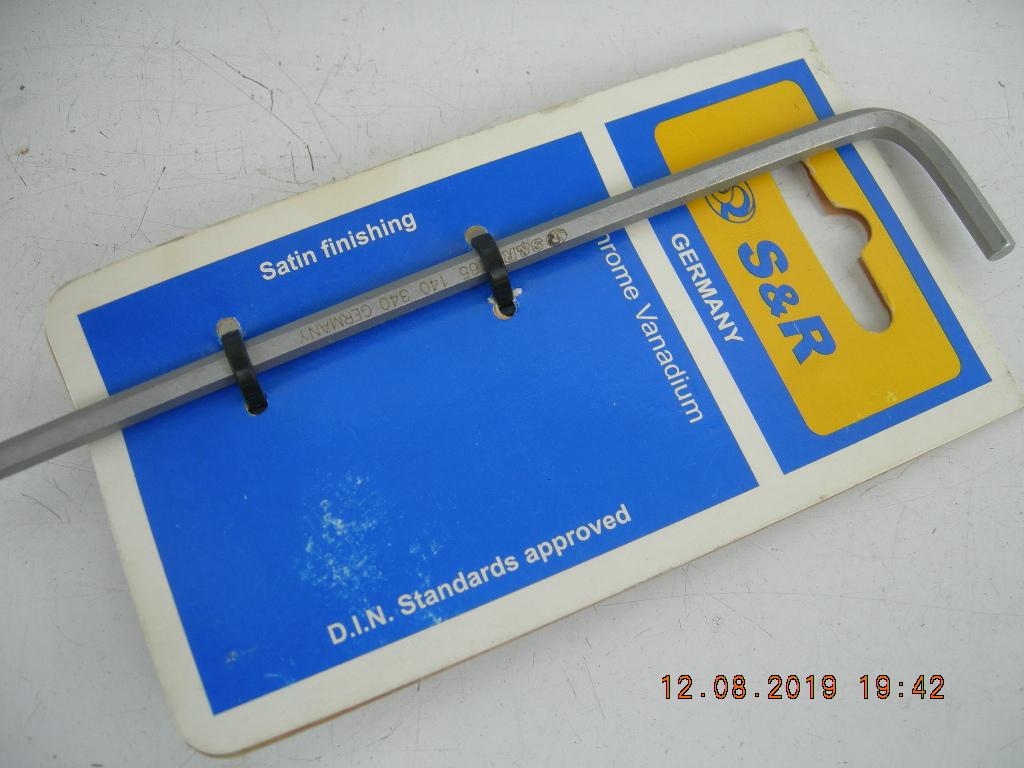 Satin finishing
S&R
65 140 340 GERMANY
hrome Vanadium
GERMANY
S&R
D.I.N. Standards approved
12.08.2019 19:42